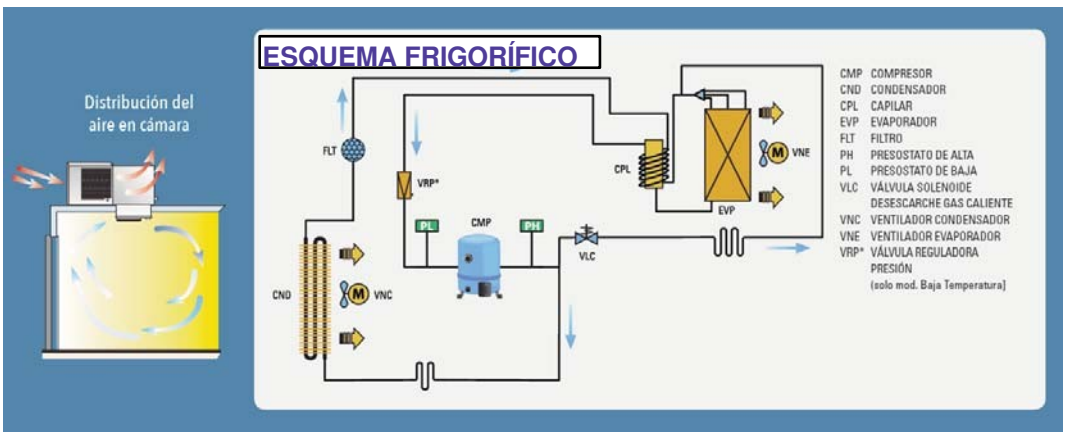 ESQUEMA FRIGORÍFICO
Distribución del
aire en cámara
FLT
VRP*
PL
CMP
PH
CND
M
VNC
VLC
CPL
EVP
M
VNE
CMP COMPRESOR
CND CONDENSADOR
CPL CAPILAR
EVP EVAPORADOR
FLT FILTRO
PH PRESOSTATO DE ALTA
PL PRESOSTATO DE BAJA
VLC VÁLVULA SOLENOIDE
DESESCARCHE GAS CALIENTE
VNC VENTILADOR CONDENSADOR
VNE VENTILADOR EVAPORADOR
VRP* VÁLVULA REGULADORA
PRESIÓN
(solo mod. Baja Temperatura]